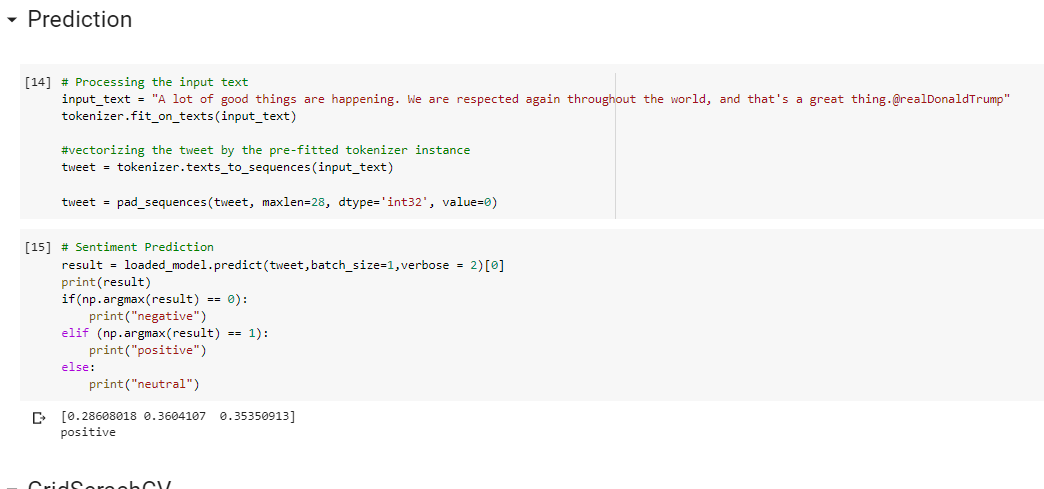 Prediction
[14] # Processing the input text
input_text = "A lot of good things are happening. We are respected again throughout the world, and that's a great thing.@realDonaldTrump"
tokenizer.fit_on_texts(input_text)
#vectorizing the tweet by the pre-fitted tokenizer instance
tweet = tokenizer.texts_to_sequences(input_text)
tweet = pad_sequences(tweet, maxlen=28, dtype='int32', value=0)
[15] # Sentiment Prediction
result = loaded_model.predict(tweet,batch_size=1,verbose = 2)[0]
print(result)
if(np.argmax(result) == 0):
    print("negative")
elif (np.argmax(result) == 1):
    print("positive")
else:
    print("neutral")
[0.28608018 0.3604107  0.35350913]
positive